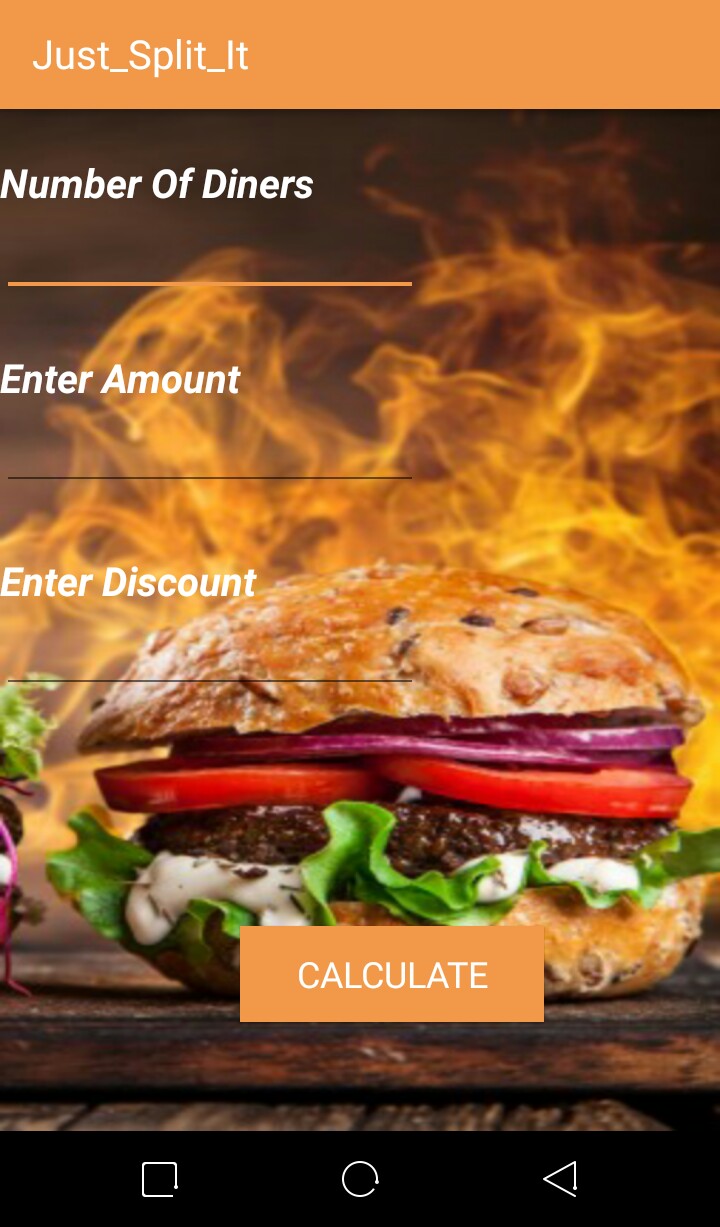 Just_Split_It
Number Of Diners
Enter Amount
Enter Discount
CALCULATE